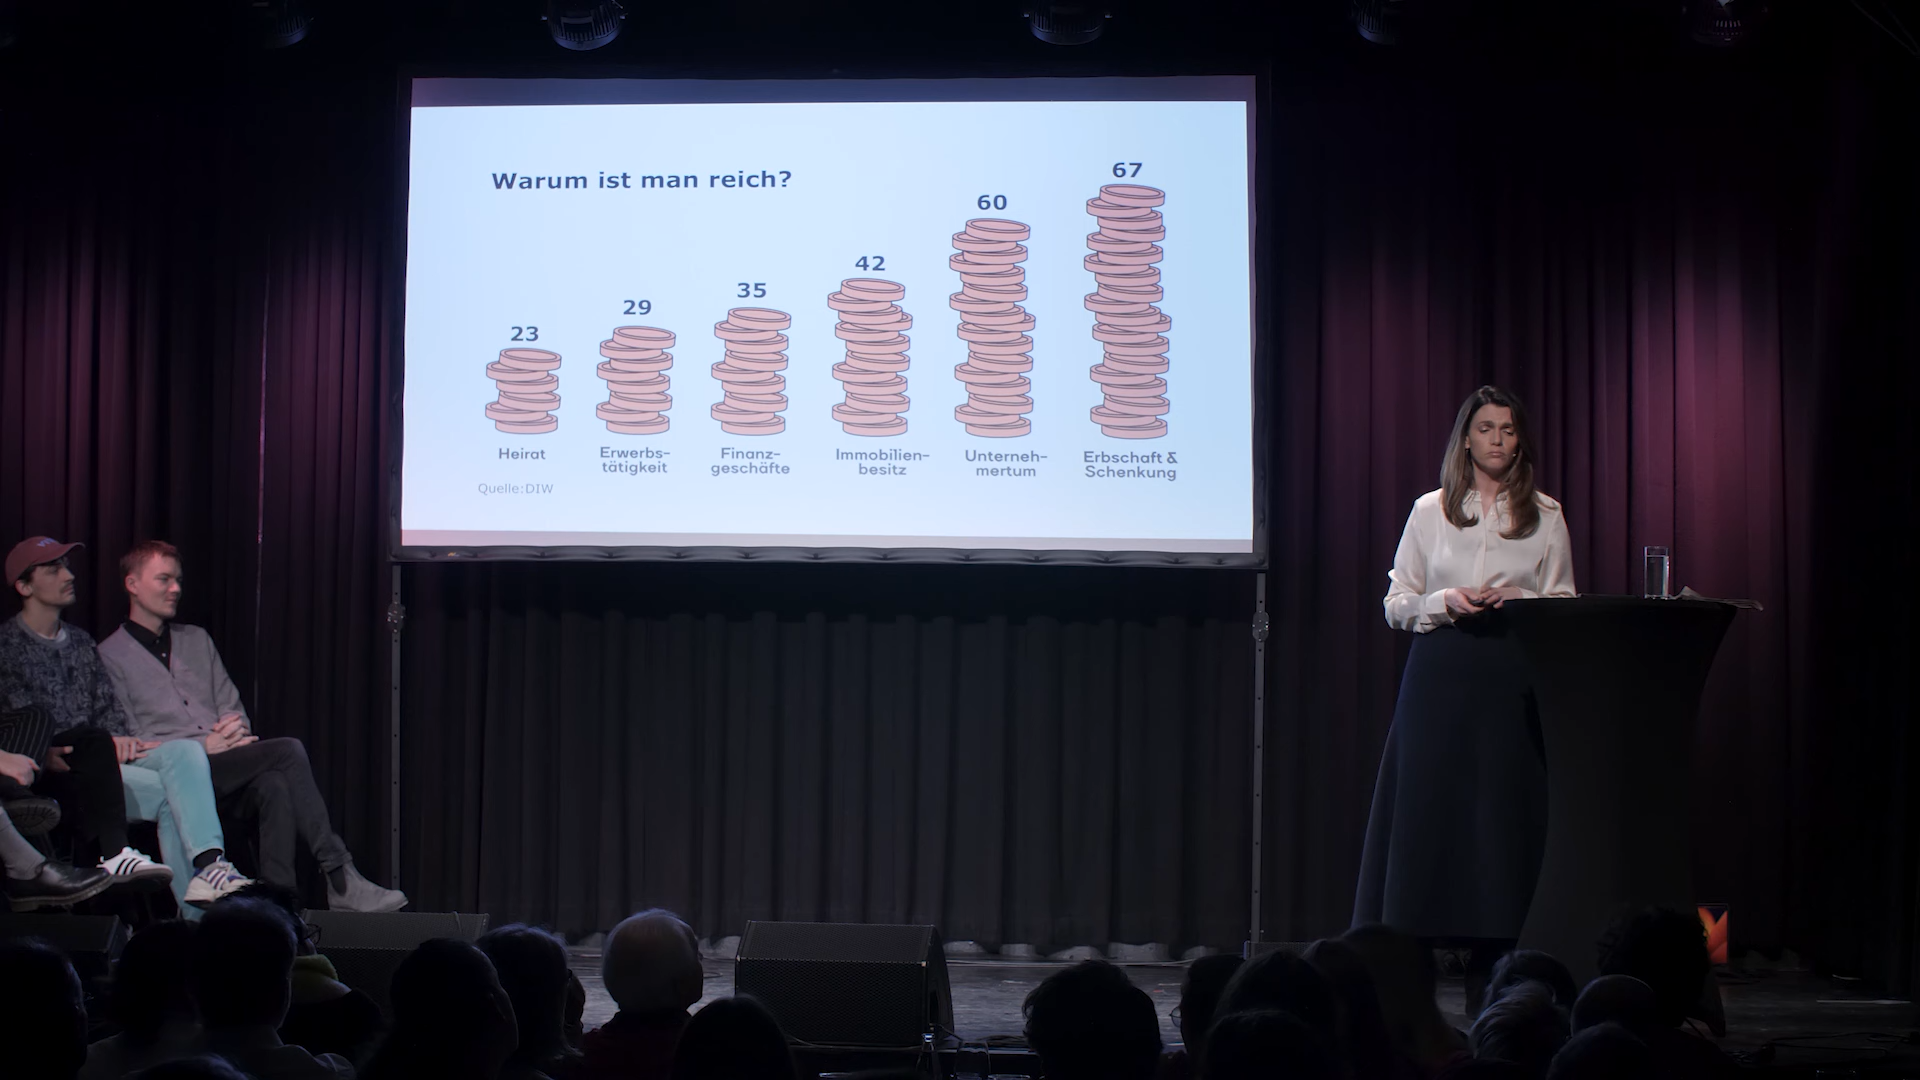 Warum ist man reich?
23
29
35
42
60
67
Heirat
Erwerbs-
tätigkeit
Finanz-
geschäfte
Immobilien-
besitz
Unterneh-
mertum
Erbschaft &
Schenkung
Quelle:DIW